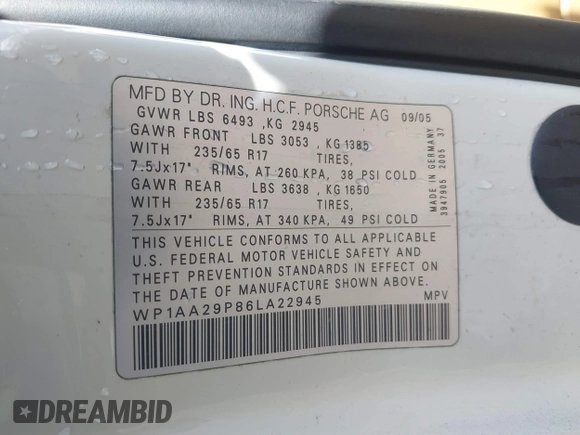 MFD BY DR. ING. H.C.F. PORSCHE AG 09/05
GVWR LBS 6493 ,KG 2945
GAWR FRONT LBS 3053 ,KG 1385
WITH 235/65 R17 TIRES,
7.5Jx17" RIMS, AT 260 KPA, 38 PSI COLD
GAWR REAR LBS 3638 ,KG 1650
WITH 235/65 R17 TIRES,
7.5Jx17" RIMS, AT 340 KPA, 49 PSI COLD
THIS VEHICLE CONFORMS TO ALL APPLICABLE
U.S. FEDERAL MOTOR VEHICLE SAFETY AND
THEFT PREVENTION STANDARDS IN EFFECT ON
THE DATE OF MANUFACTURE SHOWN ABOVE.
WP1AA29P86LA22945 MPV
MADE IN GERMANY
3947905 2005 37
DREAMBID